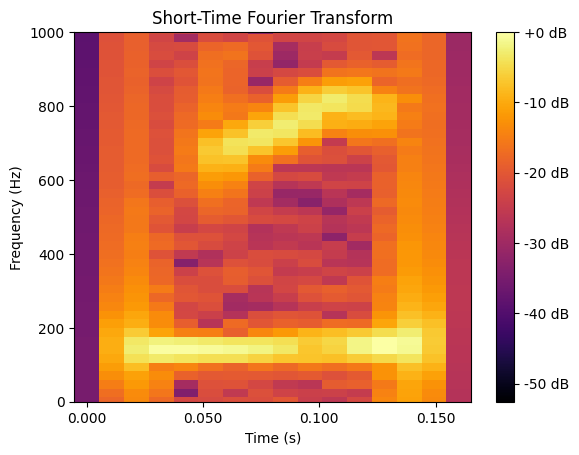 Short-Time Fourier Transform
1000
800
600
400
200
0
Frequency (Hz)
0.000
0.050
0.100
0.150
Time (s)
+0 dB
-10 dB
-20 dB
-30 dB
-40 dB
-50 dB